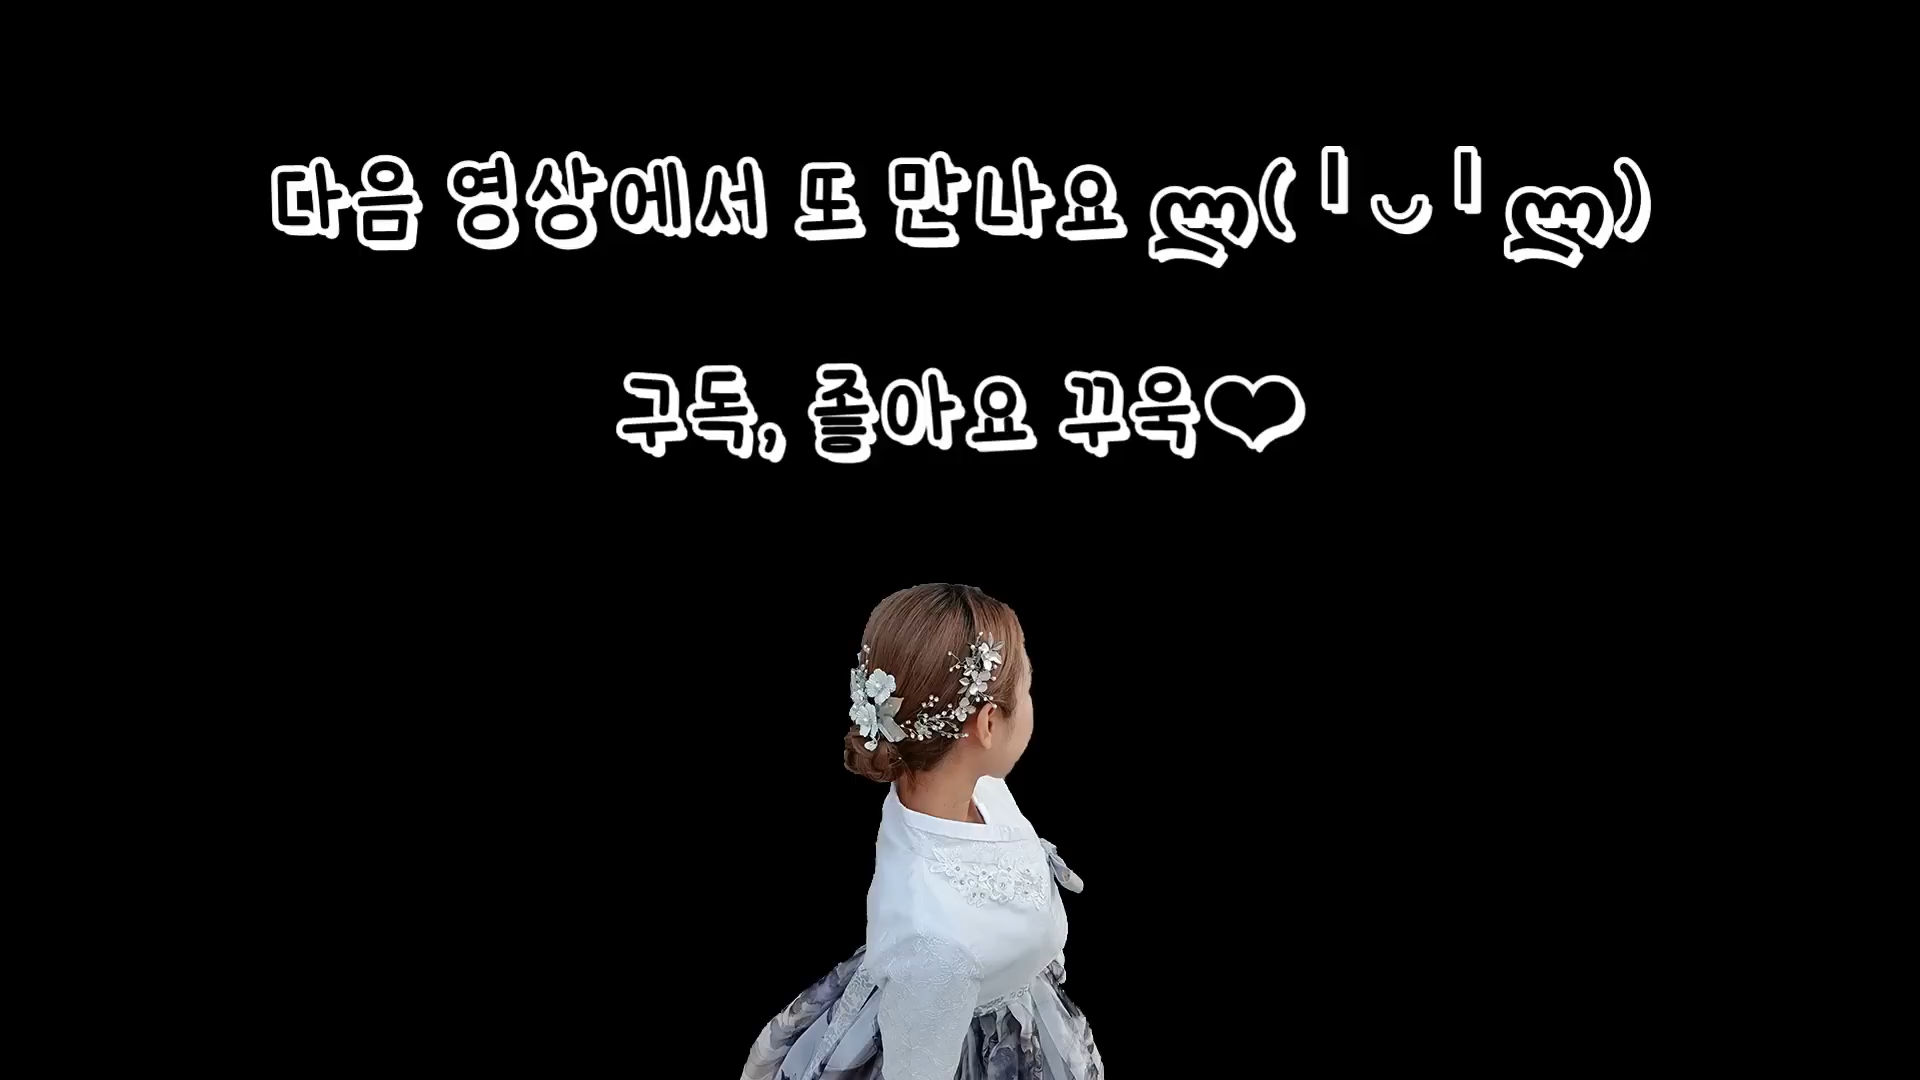 다음 영상에서 또 만나요 ლ( ╹ ◡ ╹ ლ)
구독, 좋아요 꾸욱♡